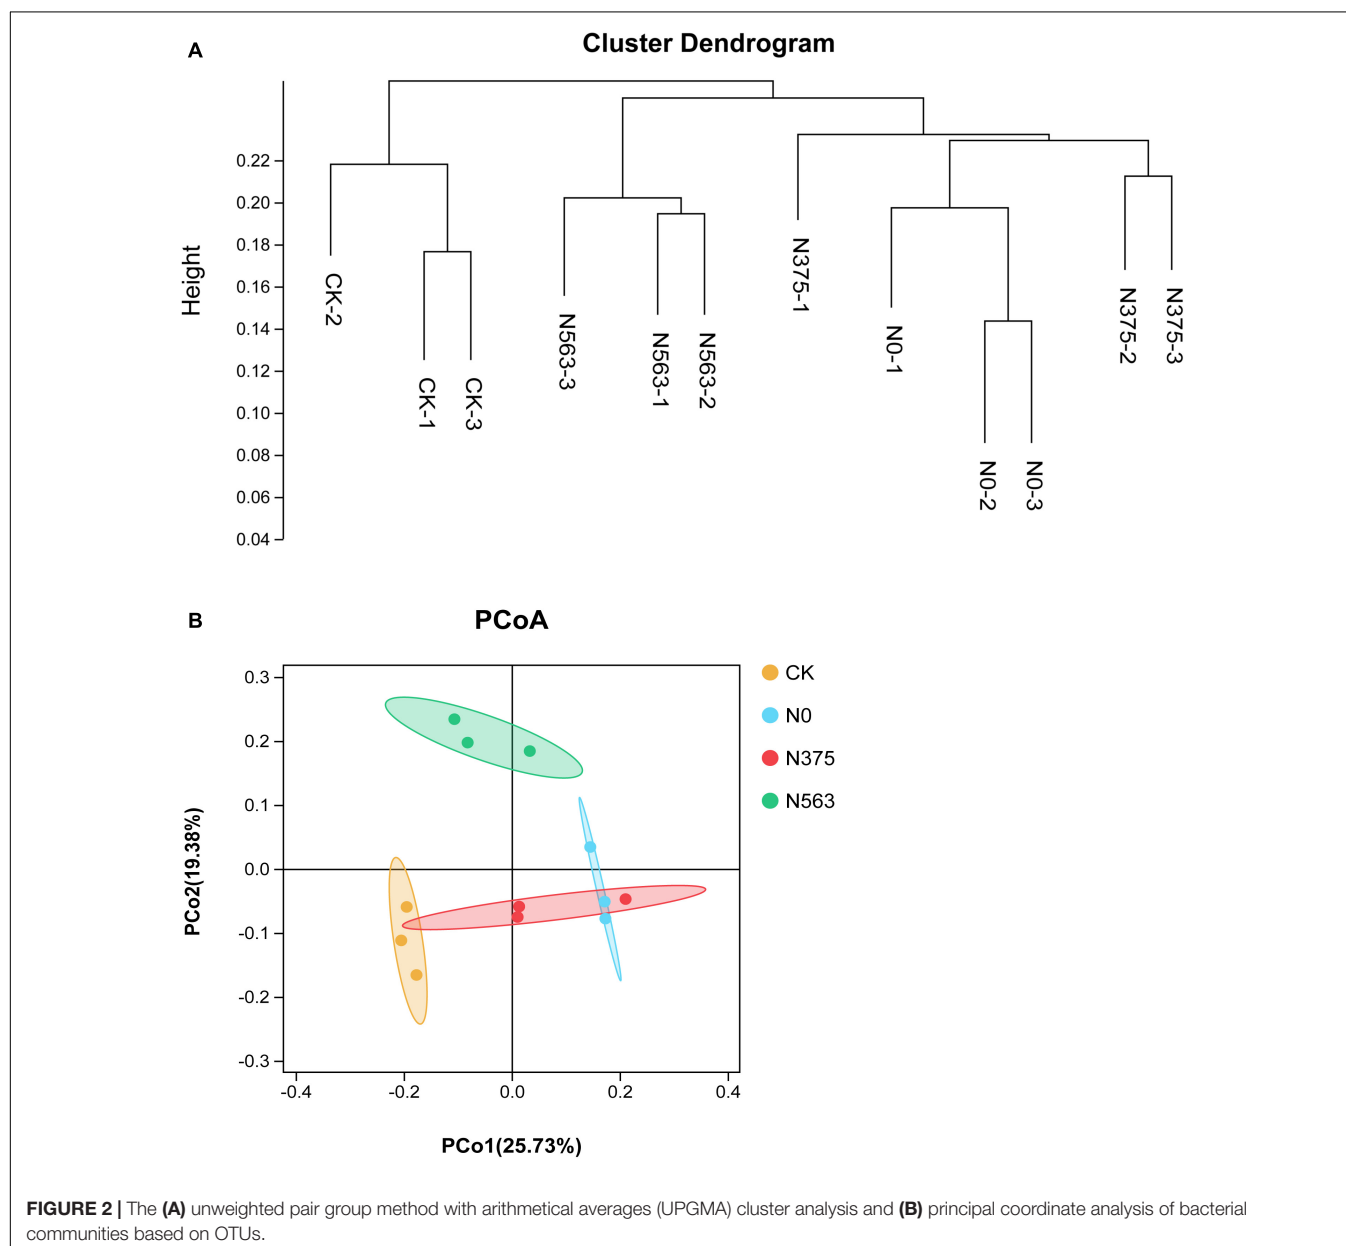 A
Cluster Dendrogram
Height
0.22
0.20
0.18
0.16
0.14
0.12
0.10
0.08
0.06
0.04
CK-2
CK-1
CK-3
N563-3
N563-1
N563-2
N375-1
N0-1
N0-2
N0-3
N375-2
N375-3
B
PCoA
PCo2(19.38%)
0.3
0.2
0.1
0.0
-0.1
-0.2
-0.3
-0.4
-0.2
0.0
0.2
0.4
PCo1(25.73%)
CK
N0
N375
N563
FIGURE 2 | The (A) unweighted pair group method with arithmetical averages (UPGMA) cluster analysis and (B) principal coordinate analysis of bacterial
communities based on OTUs.